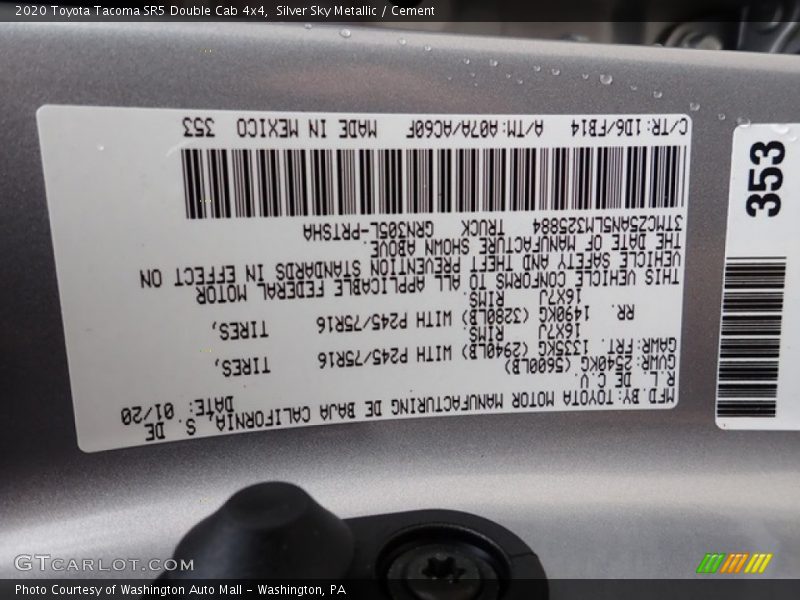 2020 Toyota Tacoma SR5 Double Cab 4x4, Silver Sky Metallic / Cement
MFD.BY:TOYOTA MOTOR MANUFACTURING DE BAJA CALIFORNIA, S. DE
R.L. DE C.V. DATE: 01/20
GVWR:2540KG (5600LB)
GAWR:FRT. 1335KG (2940LB) WITH P245/75R16 TIRES,
16X7J RIMS
RR. 1490KG (3280LB) WITH P245/75R16 TIRES,
16X7J RIMS.
THIS VEHICLE CONFORMS TO ALL APPLICABLE FEDERAL MOTOR
VEHICLE SAFETY AND THEFT PREVENTION STANDARDS IN EFFECT ON
THE DATE OF MANUFACTURE SHOWN ABOVE.
3TMCZ5AN5LM325884 TRUCK GRN305L-PRTSHA
C/TR:1D6/FB14 A/TM:A07A/AC60F MADE IN MEXICO 353
353
GTCARLOT.COM
Photo Courtesy of Washington Auto Mall - Washington, PA